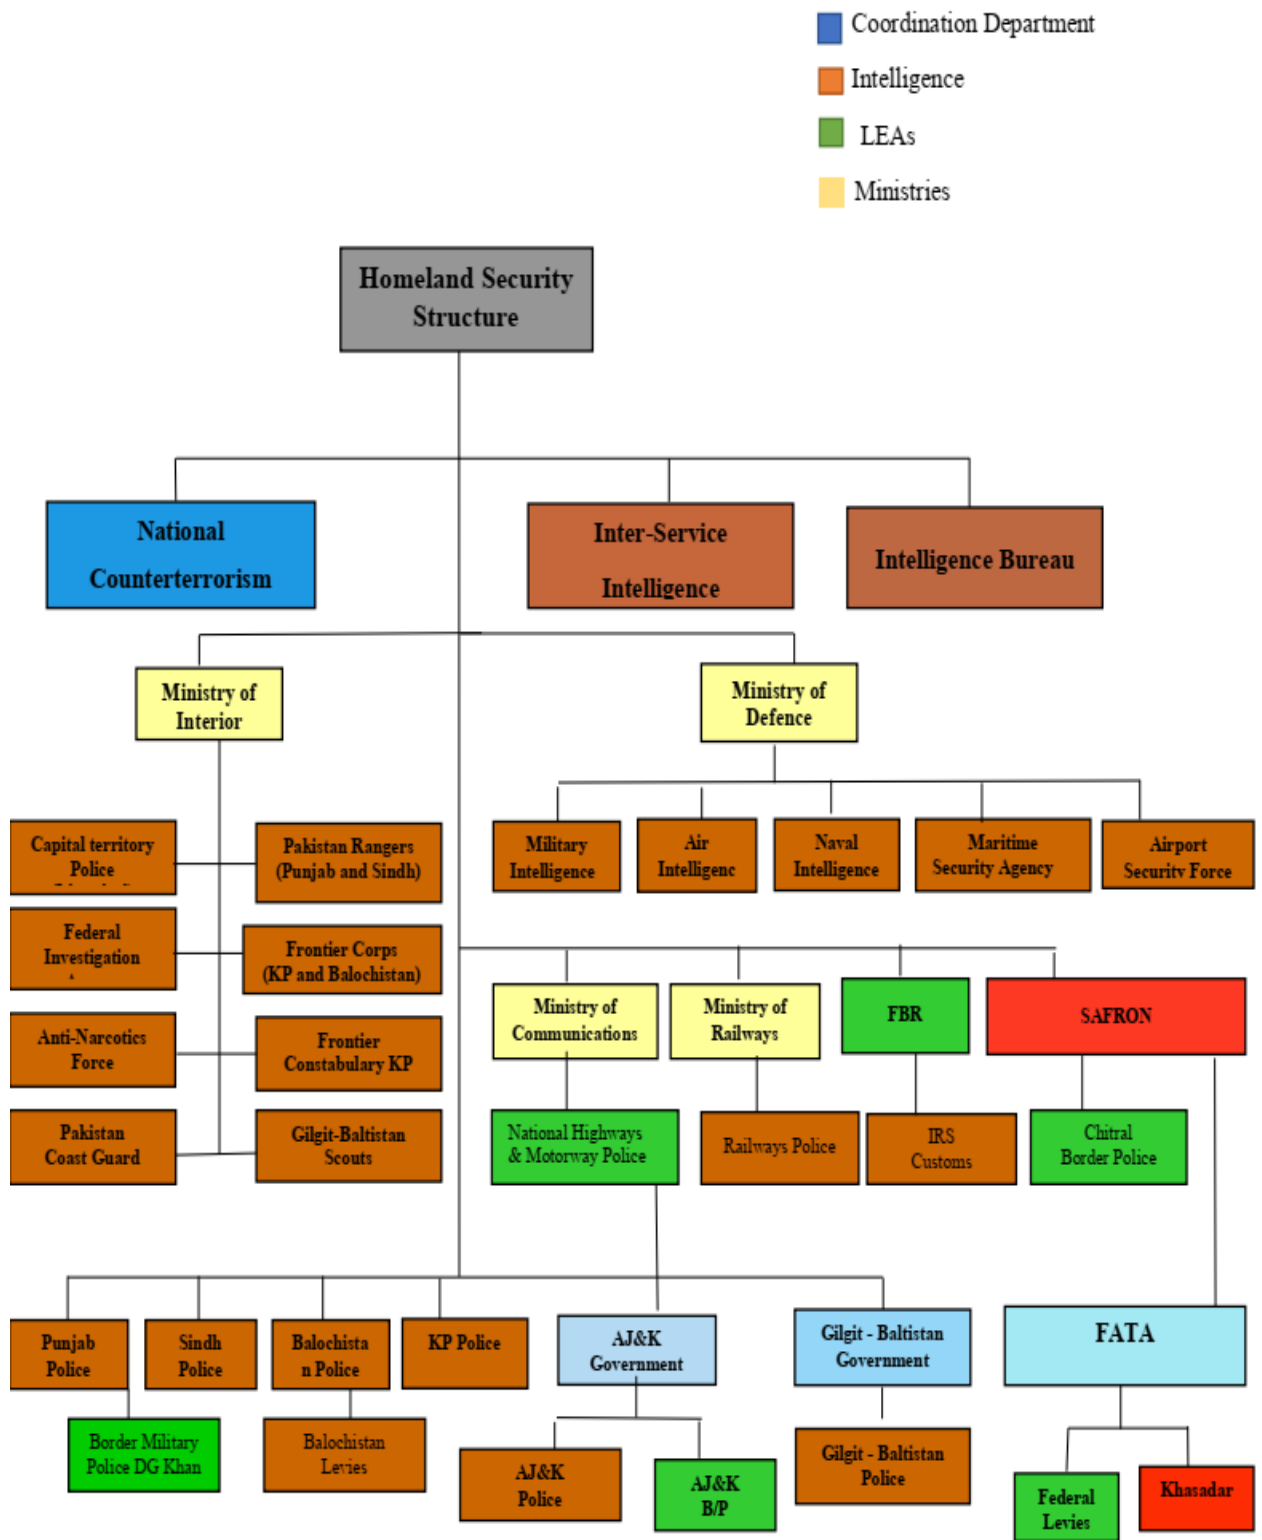 Coordination Department
Intelligence
LEAs
Ministries
Homeland Security
Structure
National
Counterterrorism
Inter-Service
Intelligence
Intelligence Bureau
Ministry of
Interior
Ministry of
Defence
Capital territory
Police
Pakistan Rangers
(Punjab and Sindh)
Military
Intelligence
Air
Intelligenc
Naval
Intelligence
Maritime
Security Agency
Airport
Security Force
Federal
Investigation
Frontier Corps
(KP and Balochistan)
Ministry of
Communications
Ministry of
Railways
FBR
SAFRON
Anti-Narcotics
Force
Frontier
Constabulary KP
Pakistan
Coast Guard
Gilgit-Baltistan
Scouts
National Highways
& Motorway Police
Railways Police
IRS
Customs
Chitral
Border Police
Punjab
Police
Sindh
Police
Balochista
n Police
KP Police
AJ&K
Government
Gilgit - Baltistan
Government
FATA
Border Military
Police DG Khan
Balochistan
Levies
AJ&K
Police
AJ&K
B/P
Gilgit - Baltistan
Police
Federal
Levies
Khasadar